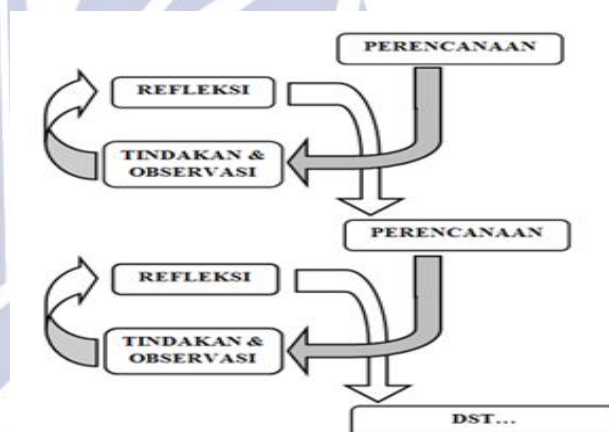 PERENCANAAN
REFLEKSI
TINDAKAN &
OBSERVASI
PERENCANAAN
REFLEKSI
TINDAKAN &
OBSERVASI
DST...